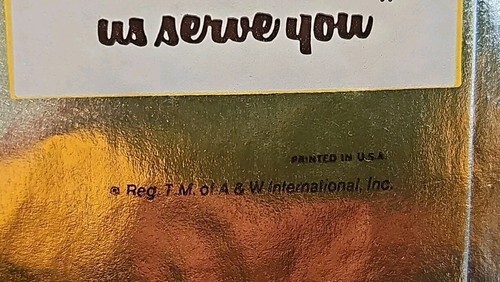 us serve you
PRINTED IN U.S.A
® Reg. T.M. of A & W International, Inc.